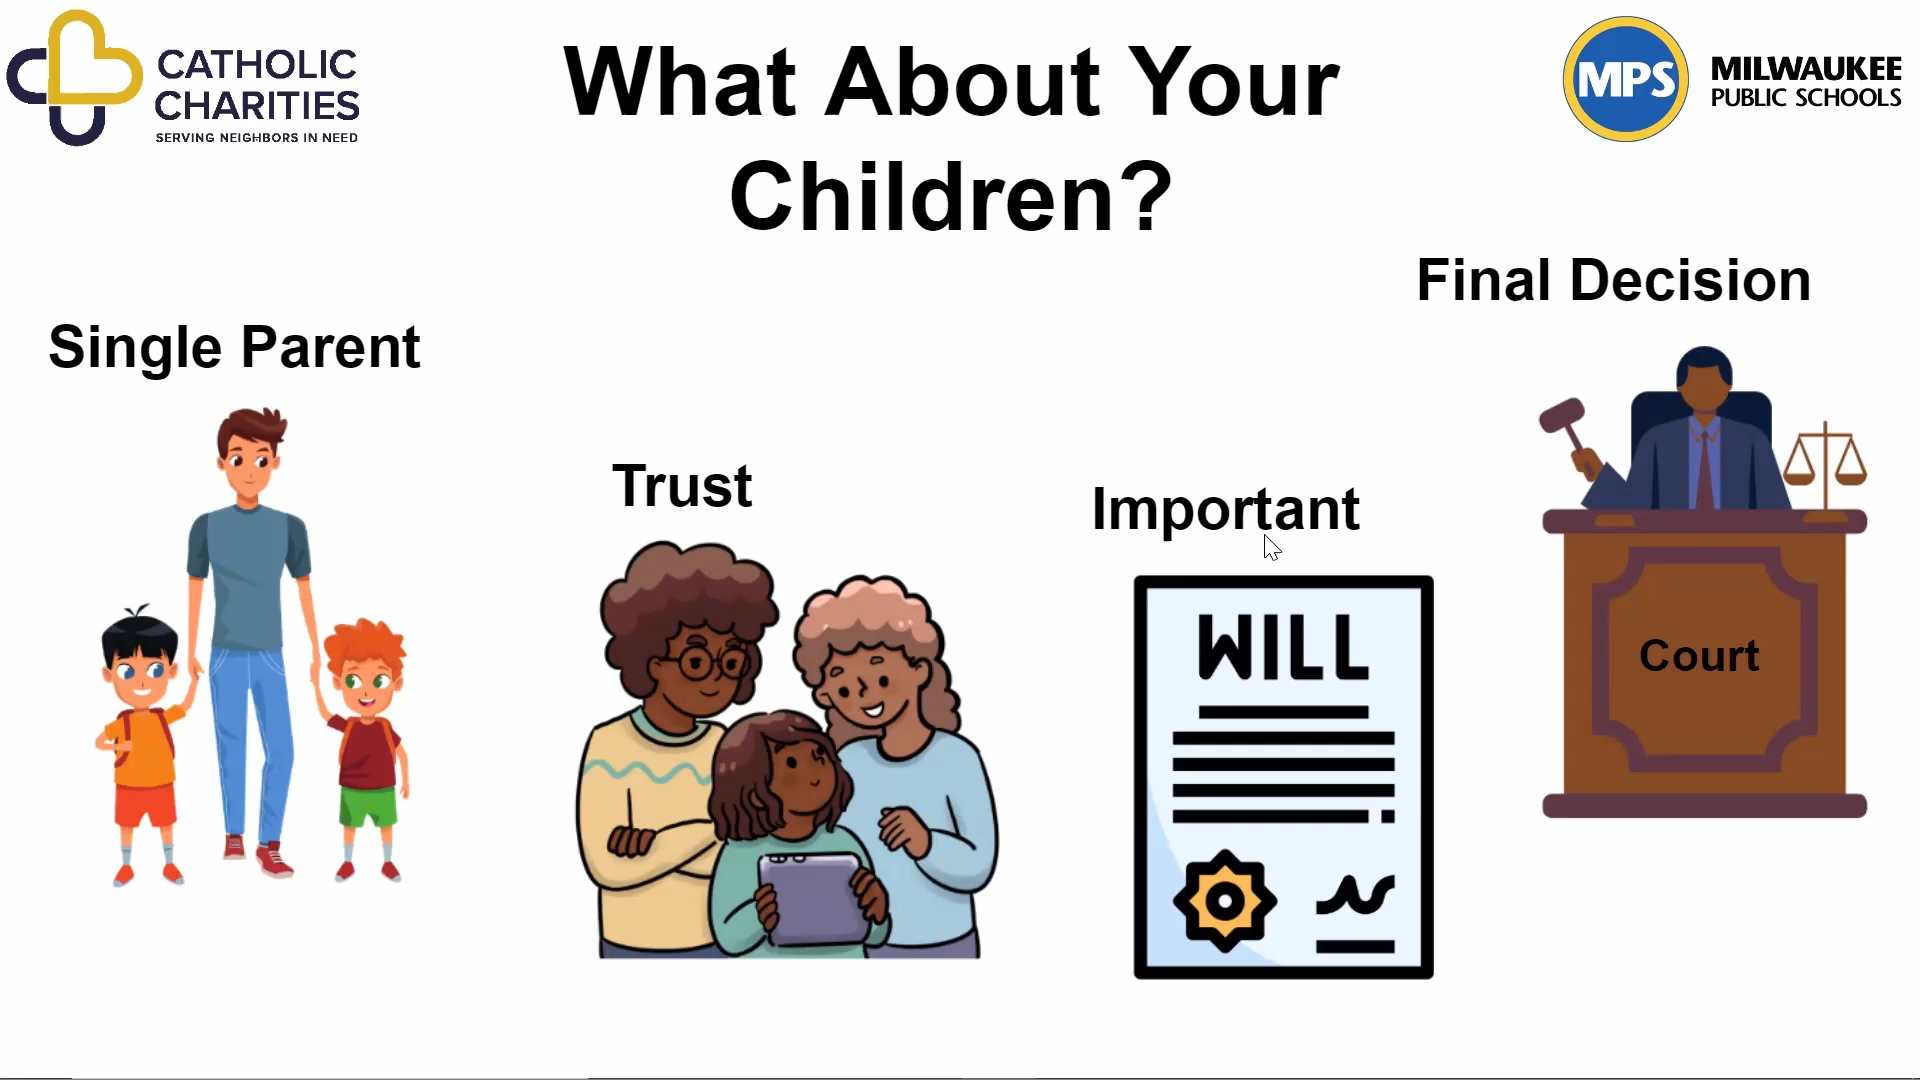 CATHOLIC
CHARITIES
SERVING NEIGHBORS IN NEED
What About Your
Children?
MPS
MILWAUKEE
PUBLIC SCHOOLS
Final Decision
Single Parent
Trust
Important
WILL
Court